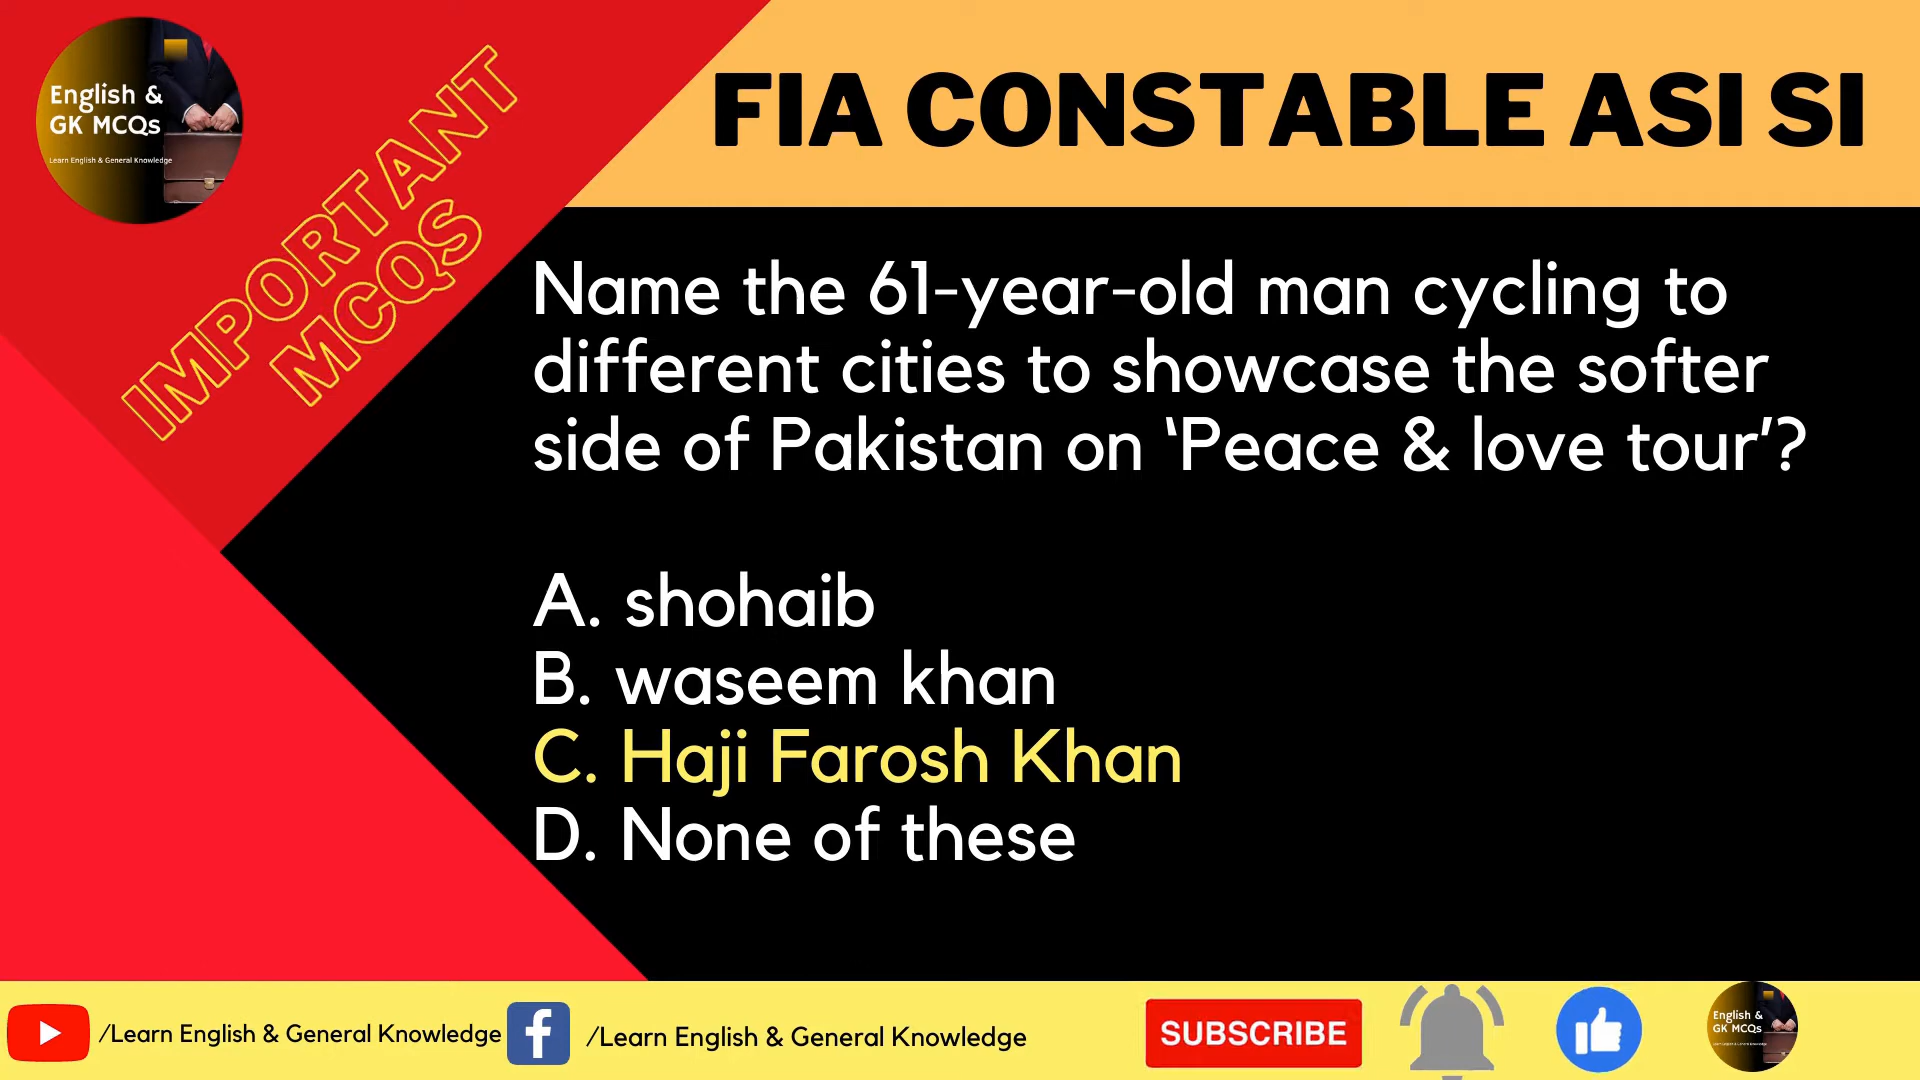 English &
GK MCQs
Learn English & General Knowledge
IMPORTANT
MCQS
FIA CONSTABLE ASI SI
Name the 61-year-old man cycling to
different cities to showcase the softer
side of Pakistan on ‘Peace & love tour’?
A. shohaib
B. waseem khan
C. Haji Farosh Khan
D. None of these
/Learn English & General Knowledge
/Learn English & General Knowledge
SUBSCRIBE
English &
GK MCQs